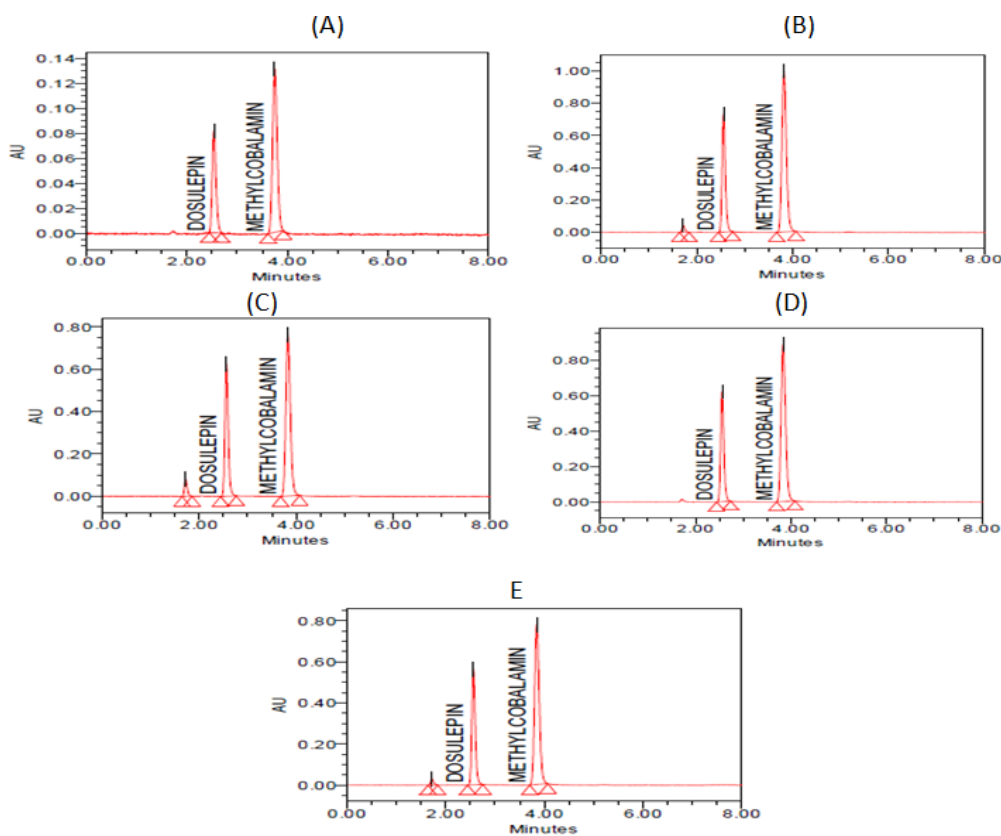 (A)
0.14
0.12
0.10
0.08
0.06
0.04
0.02
0.00
AU
DOSULEPIN
METHYLCOBALAMIN
0.00 2.00 4.00 6.00 8.00
Minutes
(B)
1.00
0.80
0.60
0.40
0.20
0.00
AU
DOSULEPIN
METHYLCOBALAMIN
0.00 2.00 4.00 6.00 8.00
Minutes
(C)
0.80
0.60
0.40
0.20
0.00
AU
DOSULEPIN
METHYLCOBALAMIN
0.00 2.00 4.00 6.00 8.00
Minutes
(D)
0.80
0.60
0.40
0.20
0.00
AU
DOSULEPIN
METHYLCOBALAMIN
0.00 2.00 4.00 6.00 8.00
Minutes
E
0.80
0.60
0.40
0.20
0.00
AU
DOSULEPIN
METHYLCOBALAMIN
0.00 2.00 4.00 6.00 8.00
Minutes